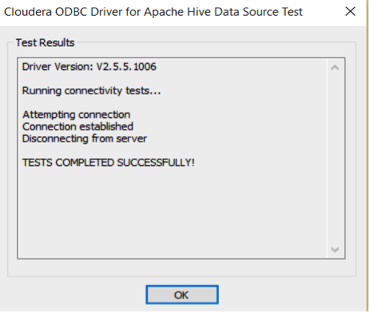 Cloudera ODBC Driver for Apache Hive Data Source Test
Test Results
Driver Version: V2.5.5.1006
Running connectivity tests...
Attempting connection
Connection established
Disconnecting from server
TESTS COMPLETED SUCCESSFULLY!
OK